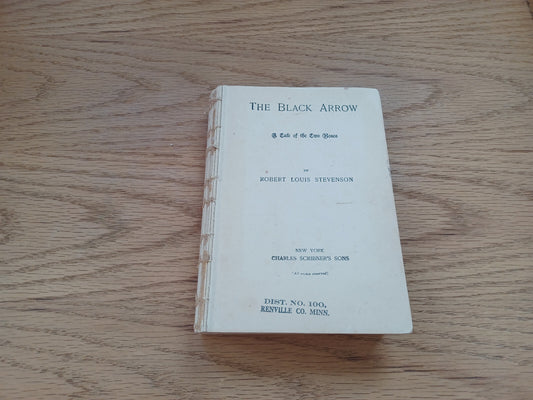 THE BLACK ARROW
A Tale of the Two Roses
BY
ROBERT LOUIS STEVENSON
NEW YORK
CHARLES SCRIBNER'S SONS
DIST. NO. 100,
RENVILLE CO. MINN.